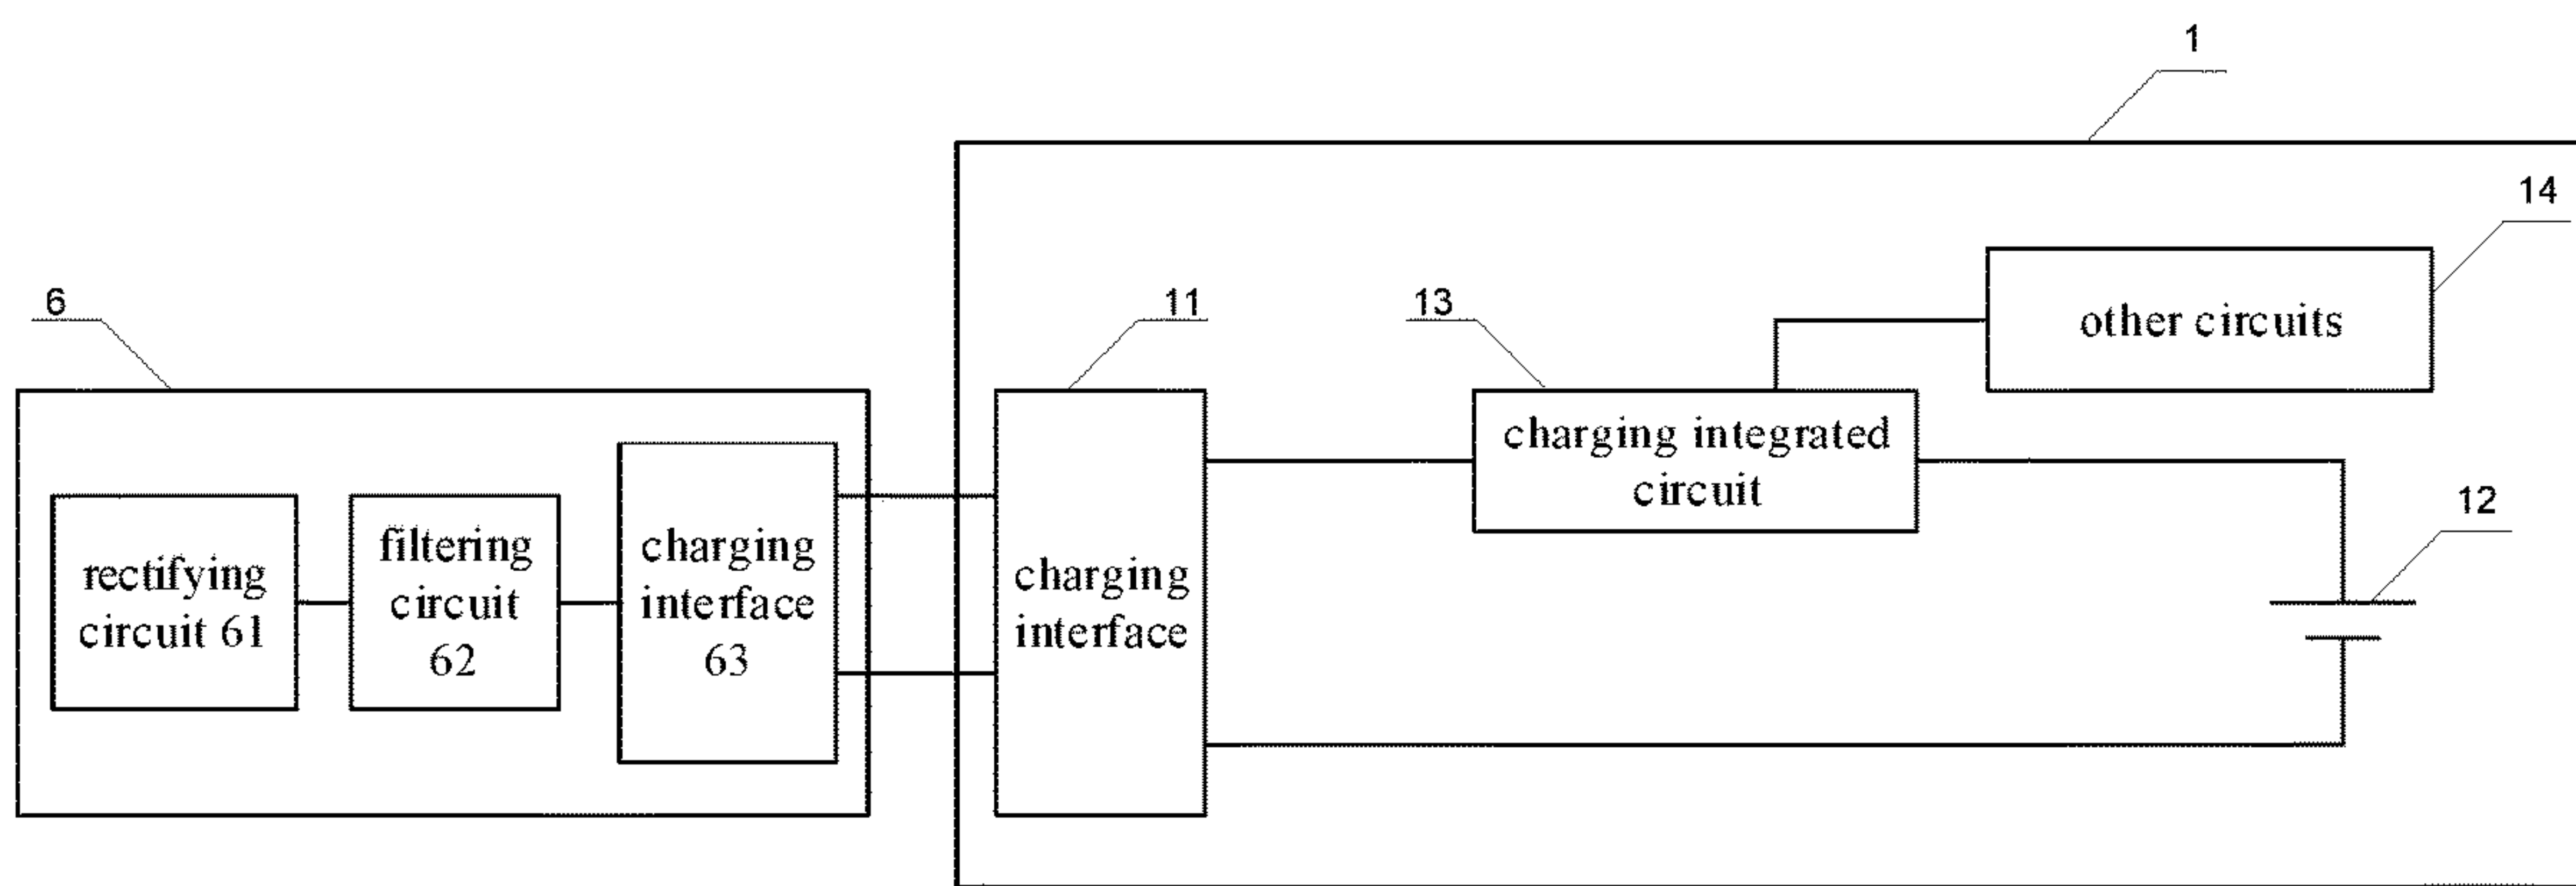 1
14
6
11
13
other circuits
charging integrated
circuit
12
rectifying
circuit 61
filtering
circuit
62
charging
interface
63
charging
interface